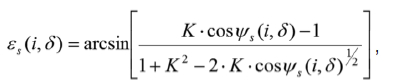 ε_s(i,δ) = arcsin[ (K·cosψ_s(i,δ)−1) / [1+K²−2·K·cosψ_s(i,δ)]^{1/2} ],